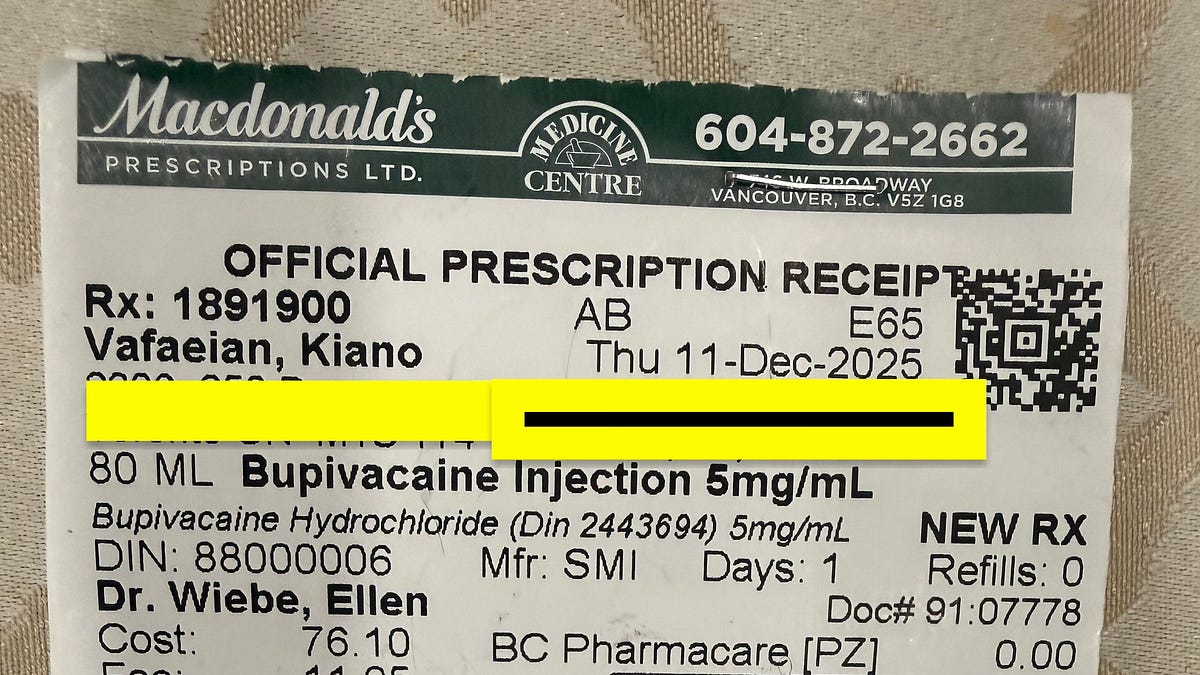 Macdonald's
PRESCRIPTIONS LTD.
MEDICINE
CENTRE
604-872-2662
W. BROADWAY
VANCOUVER, B.C. V5Z 1G8
OFFICIAL PRESCRIPTION RECEIPT
Rx: 1891900 AB E65
Vafaeian, Kiano Thu 11-Dec-2025
80 ML Bupivacaine Injection 5mg/mL
Bupivacaine Hydrochloride (Din 2443694) 5mg/mL NEW RX
DIN: 88000006 Mfr: SMI Days: 1 Refills: 0
Dr. Wiebe, Ellen Doc# 91:07778
Cost: 76.10 BC Pharmacare [PZ] 0.00